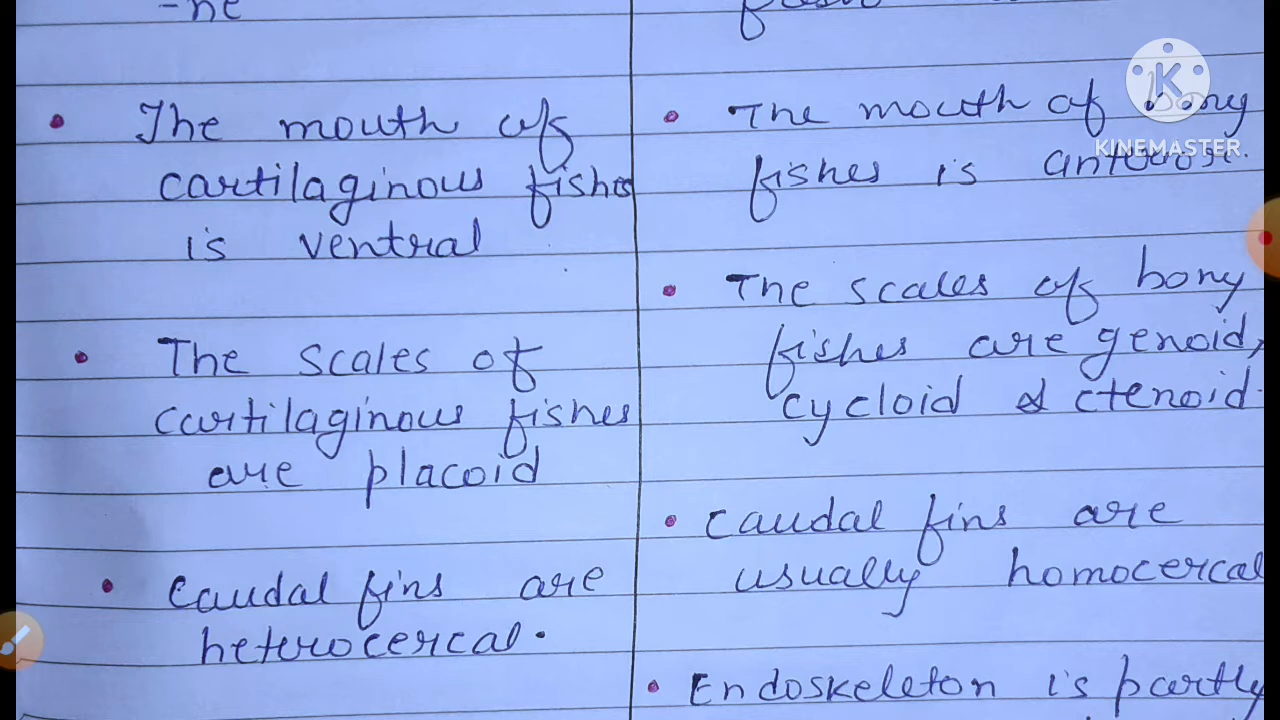 -ne
• The mouth of
cartilaginous fishes
is ventral
• The scales of
cartilaginous fishes
are placoid
• Caudal fins are
heterocercal.
• The mouth of bony
fishes is anterior.
• The scales of bony
fishes are genoid,
cycloid & ctenoid.
• Caudal fins are
usually homocercal
• Endoskeleton is partly
K
KINEMASTER